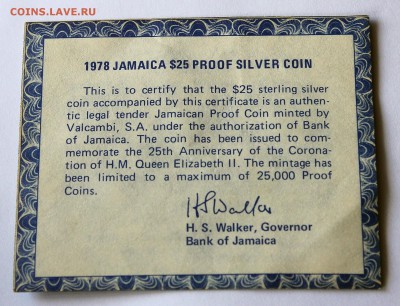 COINS.LAVE.RU
1978 JAMAICA $25 PROOF SILVER COIN
This is to certify that the $25 sterling silver
coin accompanied by this certificate is an authen-
tic legal tender Jamaican Proof Coin minted by
Valcambi, S.A. under the authorization of Bank
of Jamaica. The coin has been issued to com-
memorate the 25th Anniversary of the Corona-
tion of H.M. Queen Elizabeth II. The mintage has
been limited to a maximum of 25,000 Proof
Coins.
HSWalker
H. S. Walker, Governor
Bank of Jamaica